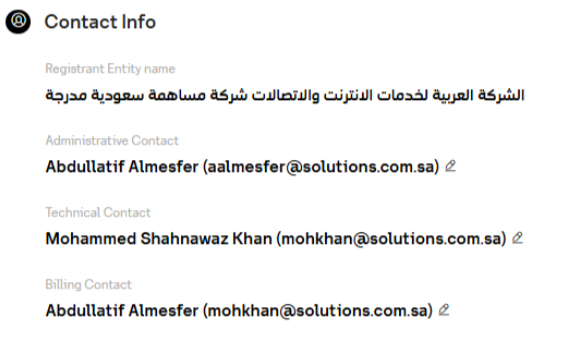 Contact Info
Registrant Entity name
الشركة العربية لخدمات الانترنت والاتصالات شركة مساهمة سعودية مدرجة
Administrative Contact
Abdullatif Almesfer (aalmesfer@solutions.com.sa)
Technical Contact
Mohammed Shahnawaz Khan (mohkhan@solutions.com.sa)
Billing Contact
Abdullatif Almesfer (mohkhan@solutions.com.sa)